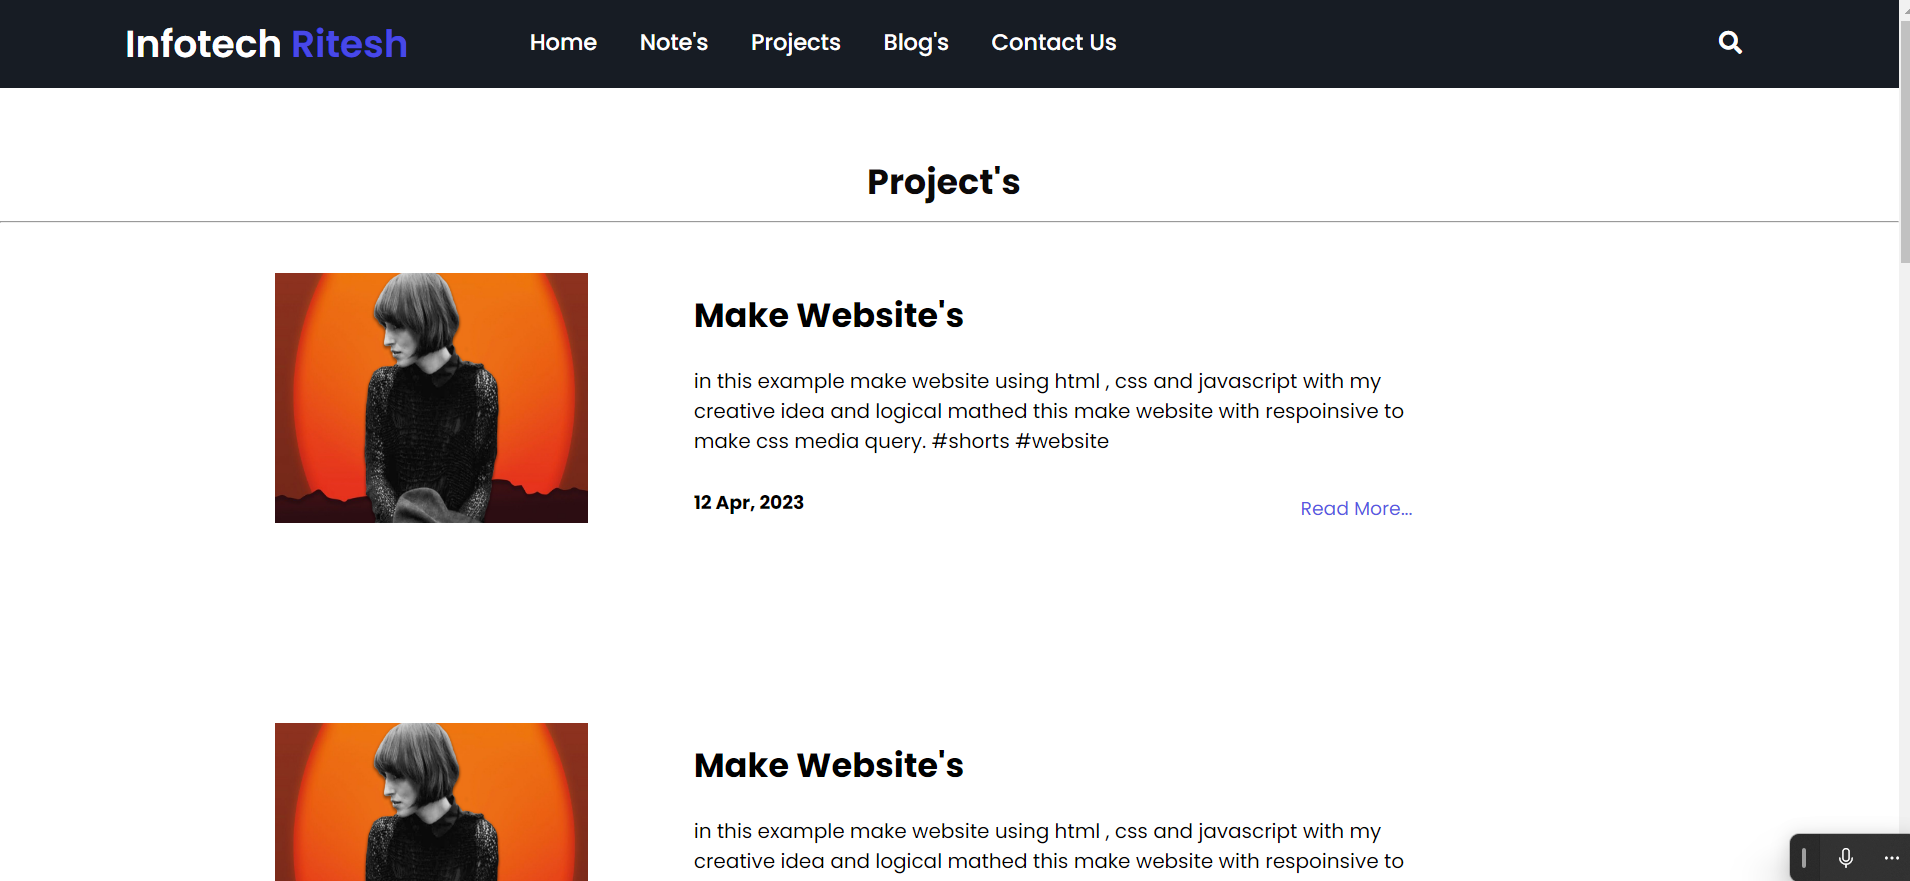 Infotech Ritesh Home Note's Projects Blog's Contact Us
Project's
Make Website's
in this example make website using html , css and javascript with my
creative idea and logical mathed this make website with respoinsive to
make css media query. #shorts #website
12 Apr, 2023 Read More...
Make Website's
in this example make website using html , css and javascript with my
creative idea and logical mathed this make website with respoinsive to